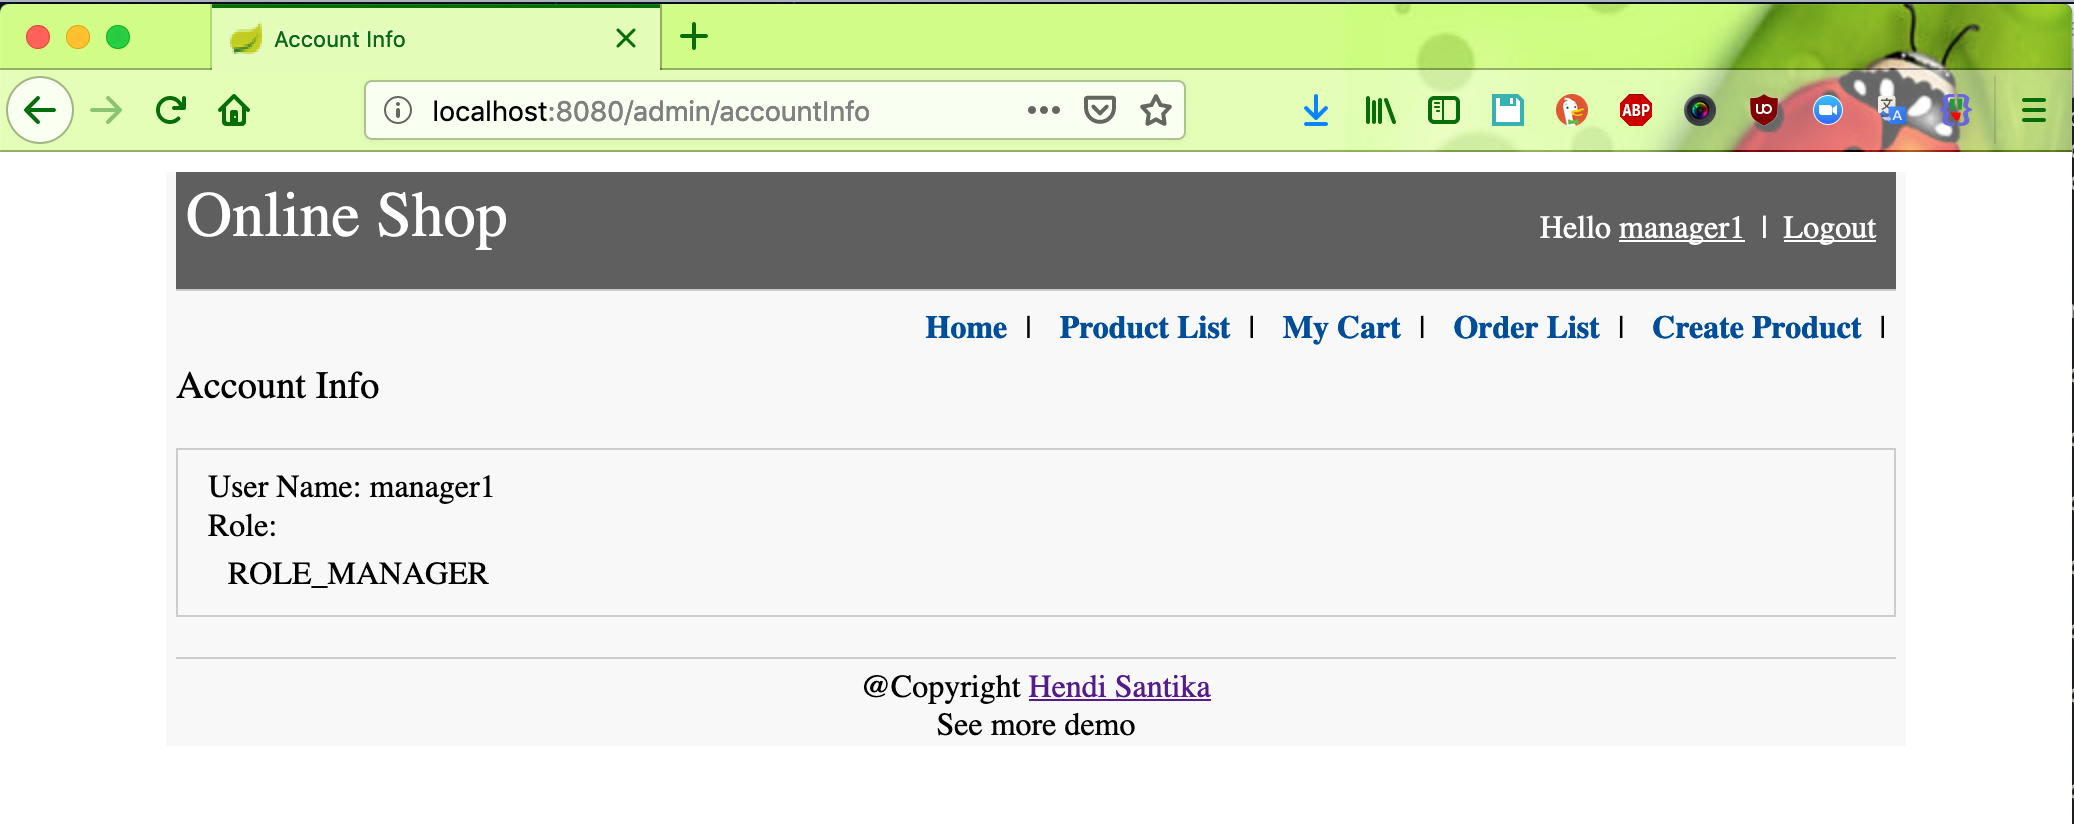 Account Info
localhost:8080/admin/accountInfo
ABP
Online Shop
Hello manager1 | Logout
Home | Product List | My Cart | Order List | Create Product |
Account Info
User Name: manager1
Role:
ROLE_MANAGER
@Copyright Hendi Santika
See more demo